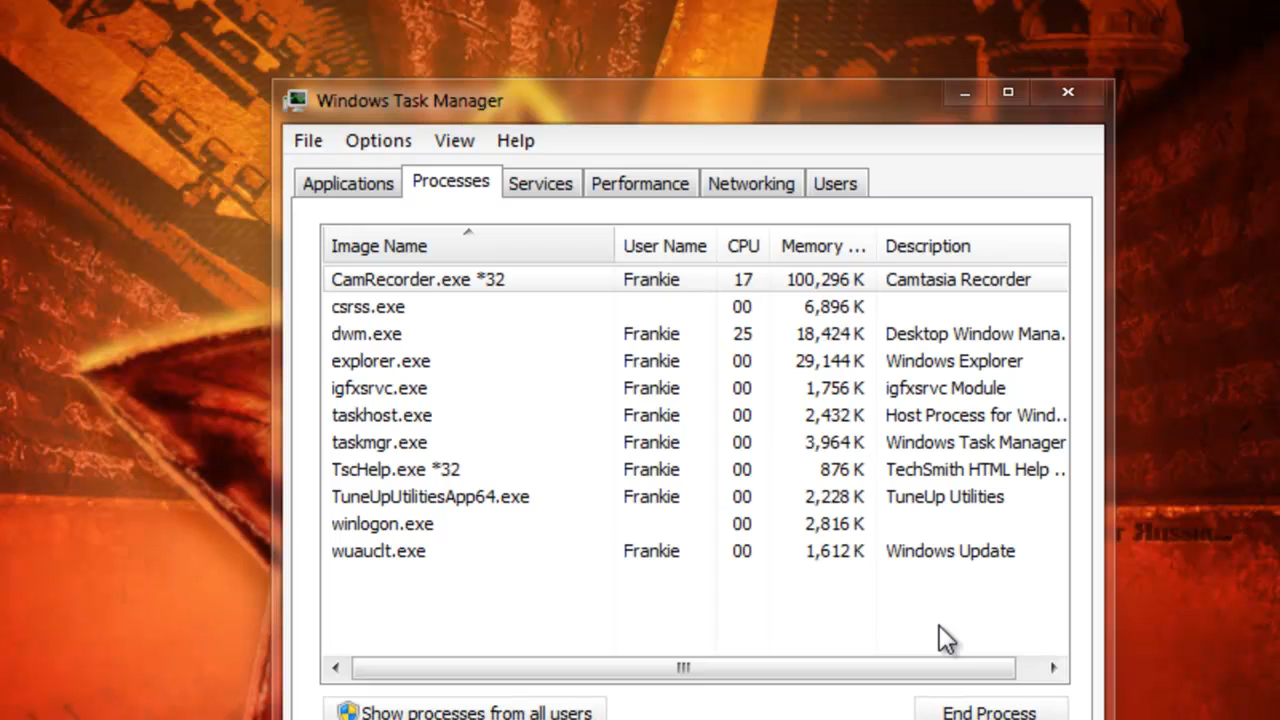 Windows Task Manager
File Options View Help
Applications Processes Services Performance Networking Users
Image Name User Name CPU Memory ... Description
CamRecorder.exe *32 Frankie 17 100,296 K Camtasia Recorder
csrss.exe 00 6,896 K
dwm.exe Frankie 25 18,424 K Desktop Window Mana.
explorer.exe Frankie 00 29,144 K Windows Explorer
igfxsrvc.exe Frankie 00 1,756 K igfxsrvc Module
taskhost.exe Frankie 00 2,432 K Host Process for Wind..
taskmgr.exe Frankie 00 3,964 K Windows Task Manager
TscHelp.exe *32 Frankie 00 876 K TechSmith HTML Help ..
TuneUpUtilitiesApp64.exe Frankie 00 2,228 K TuneUp Utilities
winlogon.exe 00 2,816 K
wuauclt.exe Frankie 00 1,612 K Windows Update
Яussia...
Show processes from all users End Process